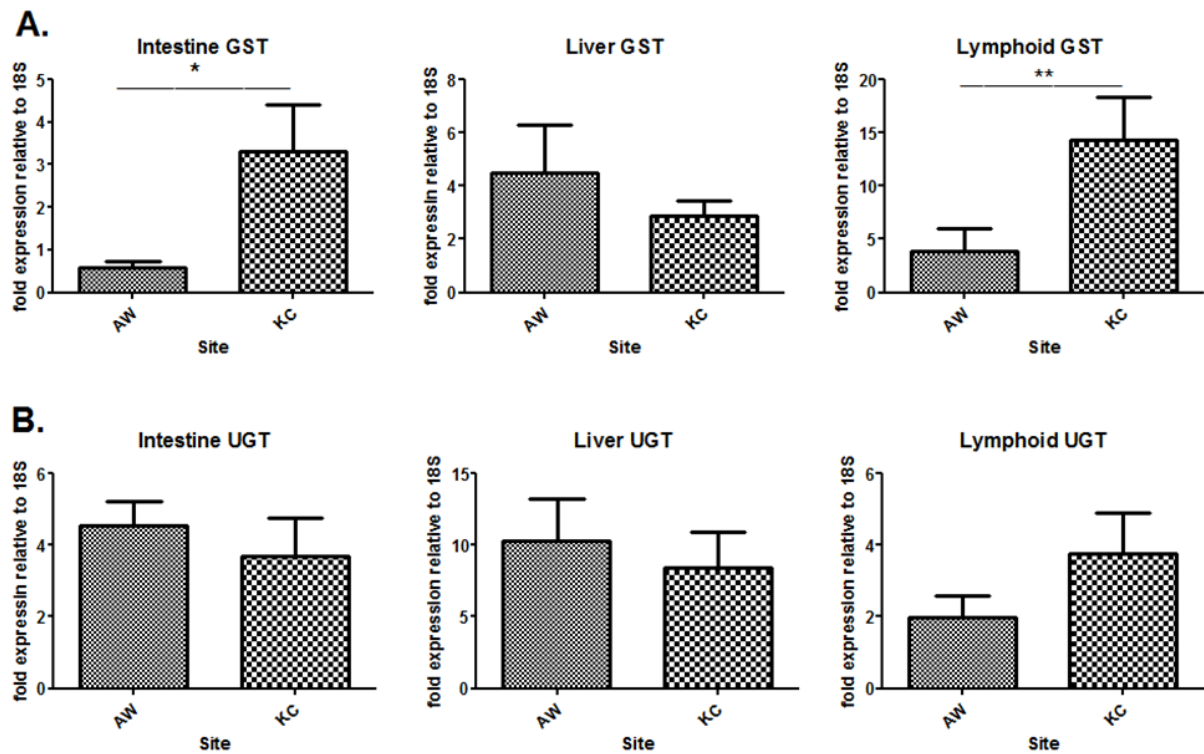 A.
Intestine GST
fold expressin relative to 18S
5
4
3
2
1
0
*
AW
KC
Site
Liver GST
fold expressin relative to 18S
8
6
4
2
0
AW
KC
Site
Lymphoid GST
fold expressin relative to 18S
20
15
10
5
0
**
AW
KC
Site
B.
Intestine UGT
fold expressin relative to 18S
6
4
2
0
AW
KC
Site
Liver UGT
fold expressin relative to 18S
15
10
5
0
AW
KC
Site
Lymphoid UGT
fold expressin relative to 18S
6
4
2
0
AW
KC
Site